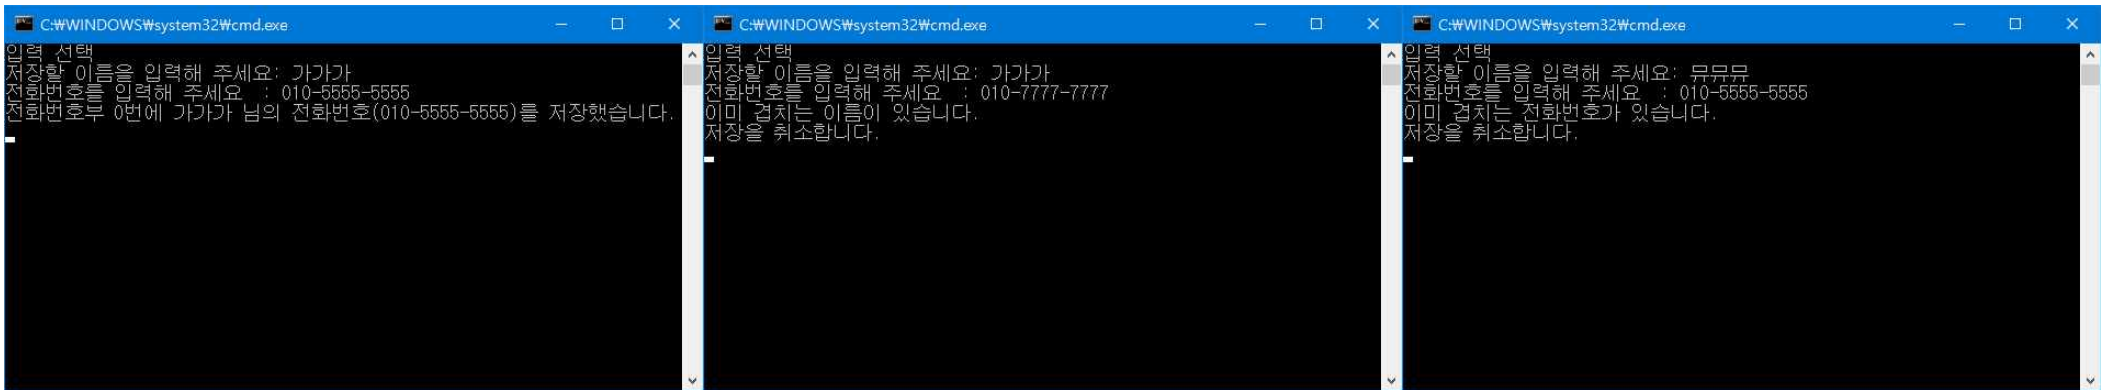 C:₩WINDOWS₩system32₩cmd.exe
입력 선택
저장할 이름을 입력해 주세요: 가가가
전화번호를 입력해 주세요  : 010-5555-5555
전화번호부 0번에 가가가 님의 전화번호(010-5555-5555)를 저장했습니다.
C:₩WINDOWS₩system32₩cmd.exe
입력 선택
저장할 이름을 입력해 주세요: 가가가
전화번호를 입력해 주세요  : 010-7777-7777
이미 겹치는 이름이 있습니다.
저장을 취소합니다.
C:₩WINDOWS₩system32₩cmd.exe
입력 선택
저장할 이름을 입력해 주세요: 뮤뮤뮤
전화번호를 입력해 주세요  : 010-5555-5555
이미 겹치는 전화번호가 있습니다.
저장을 취소합니다.